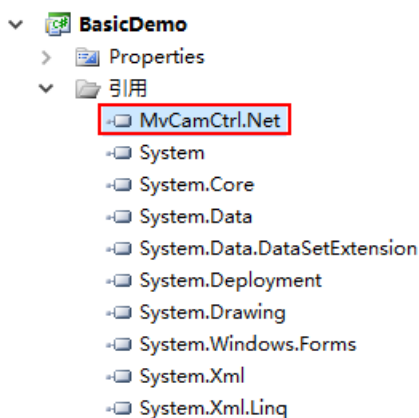 BasicDemo
Properties
引用
MvCamCtrl.Net
System
System.Core
System.Data
System.Data.DataSetExtension
System.Deployment
System.Drawing
System.Windows.Forms
System.Xml
System.Xml.Linq